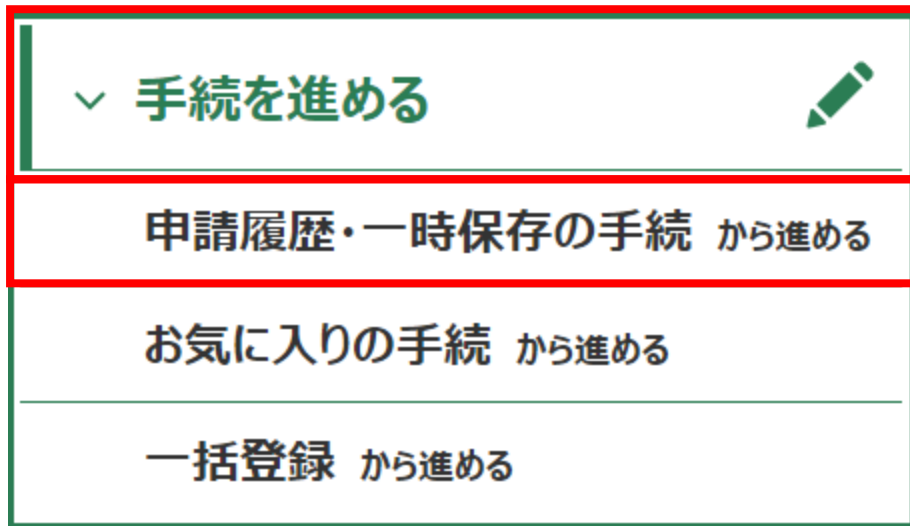 手続を進める
申請履歴・一時保存の手続 から進める
お気に入りの手続 から進める
一括登録 から進める